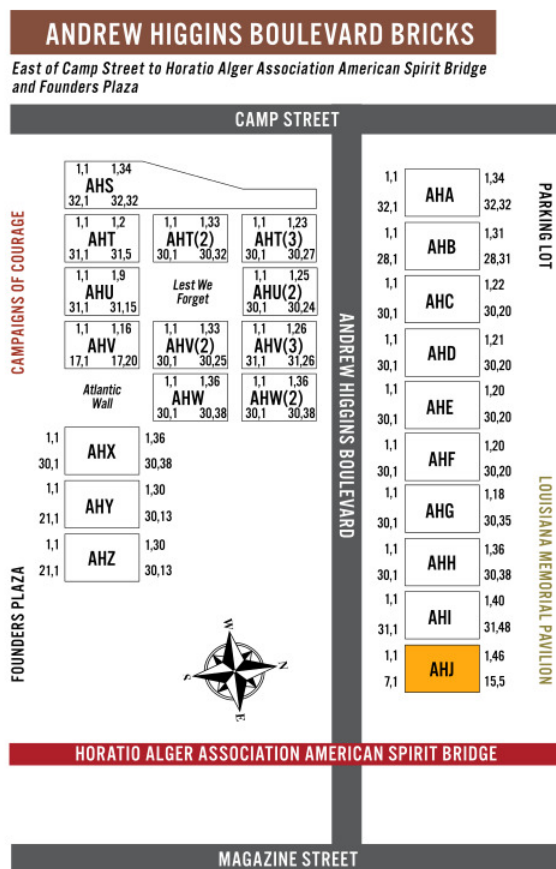 ANDREW HIGGINS BOULEVARD BRICKS
East of Camp Street to Horatio Alger Association American Spirit Bridge
and Founders Plaza
CAMP STREET
CAMPAIGNS OF COURAGE
FOUNDERS PLAZA
1,1 1,34
AHS
32,1 32,32
1,1 1,2
AHT
31,1 31,5
1,1 1,33
AHT(2)
30,1 30,32
1,1 1,23
AHT(3)
30,1 30,27
1,1 1,9
AHU
31,1 31,15
Lest We
Forget
1,1 1,25
AHU(2)
30,1 30,24
1,1 1,16
AHV
17,1 17,20
1,1 1,33
AHV(2)
30,1 30,25
1,1 1,26
AHV(3)
31,1 31,26
Atlantic
Wall
1,1 1,36
AHW
30,1 30,38
1,1 1,36
AHW(2)
30,1 30,38
1,1 1,36
AHX
30,1 30,38
1,1 1,30
AHY
21,1 30,13
1,1 1,30
AHZ
21,1 30,13
W
N
S
E
ANDREW HIGGINS BOULEVARD
1,1 1,34
AHA
32,1 32,32
1,1 1,31
AHB
28,1 28,31
1,1 1,22
AHC
30,1 30,20
1,1 1,21
AHD
30,1 30,20
1,1 1,20
AHE
30,1 30,20
1,1 1,20
AHF
30,1 30,20
1,1 1,18
AHG
30,1 30,35
1,1 1,36
AHH
30,1 30,38
1,1 1,40
AHI
31,1 31,48
1,1 1,46
AHJ
7,1 15,5
PARKING LOT
LOUISIANA MEMORIAL PAVILION
HORATIO ALGER ASSOCIATION AMERICAN SPIRIT BRIDGE
MAGAZINE STREET